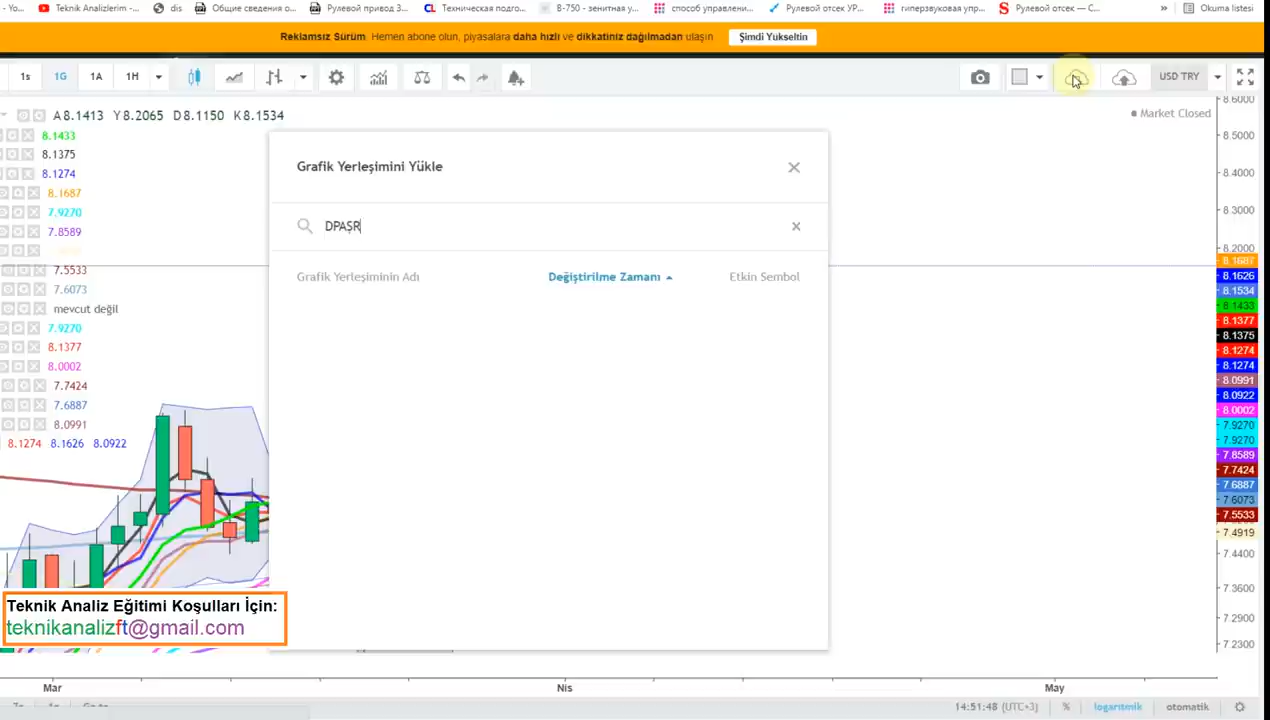 - Yo...
Teknik Analizlerim -...
dis
Общие сведения о...
Рулевой привод З...
Техническая подго...
В-750 - зенитная у...
способ управлени...
Рулевой отсек УР...
гиперзвуковая упр...
Рулевой отсек — С...
»
Okuma listesi
Reklamsız Sürüm. Hemen abone olun, piyasalara daha hızlı ve dikkatiniz dağılmadan ulaşın
Şimdi Yükseltin
1s
1G
1A
1H
USD TRY
A8.1413 Y8.2065 D8.1150 K8.1534
Market Closed
8.1433
8.1375
8.1274
8.1687
7.9270
7.8589
7.5533
7.6073
mevcut değil
7.9270
8.1377
8.0002
7.7424
7.6887
8.0991
8.1274 8.1626 8.0922
Grafik Yerleşimini Yükle
DPAŞR
Grafik Yerleşiminin Adı
Değiştirilme Zamanı
Etkin Sembol
8.6000
8.5000
8.4000
8.3000
8.2000
8.1687
8.1626
8.1534
8.1433
8.1377
8.1375
8.1274
8.1274
8.0991
8.0922
8.0002
7.9270
7.9270
7.8589
7.7424
7.6887
7.6073
7.5533
7.4919
7.4400
7.3600
7.2900
7.2300
Teknik Analiz Eğitimi Koşulları İçin:
teknikanalizft@gmail.com
Mar
Nis
May
14:51:48 (UTC+3)
%
logaritmik
otomatik